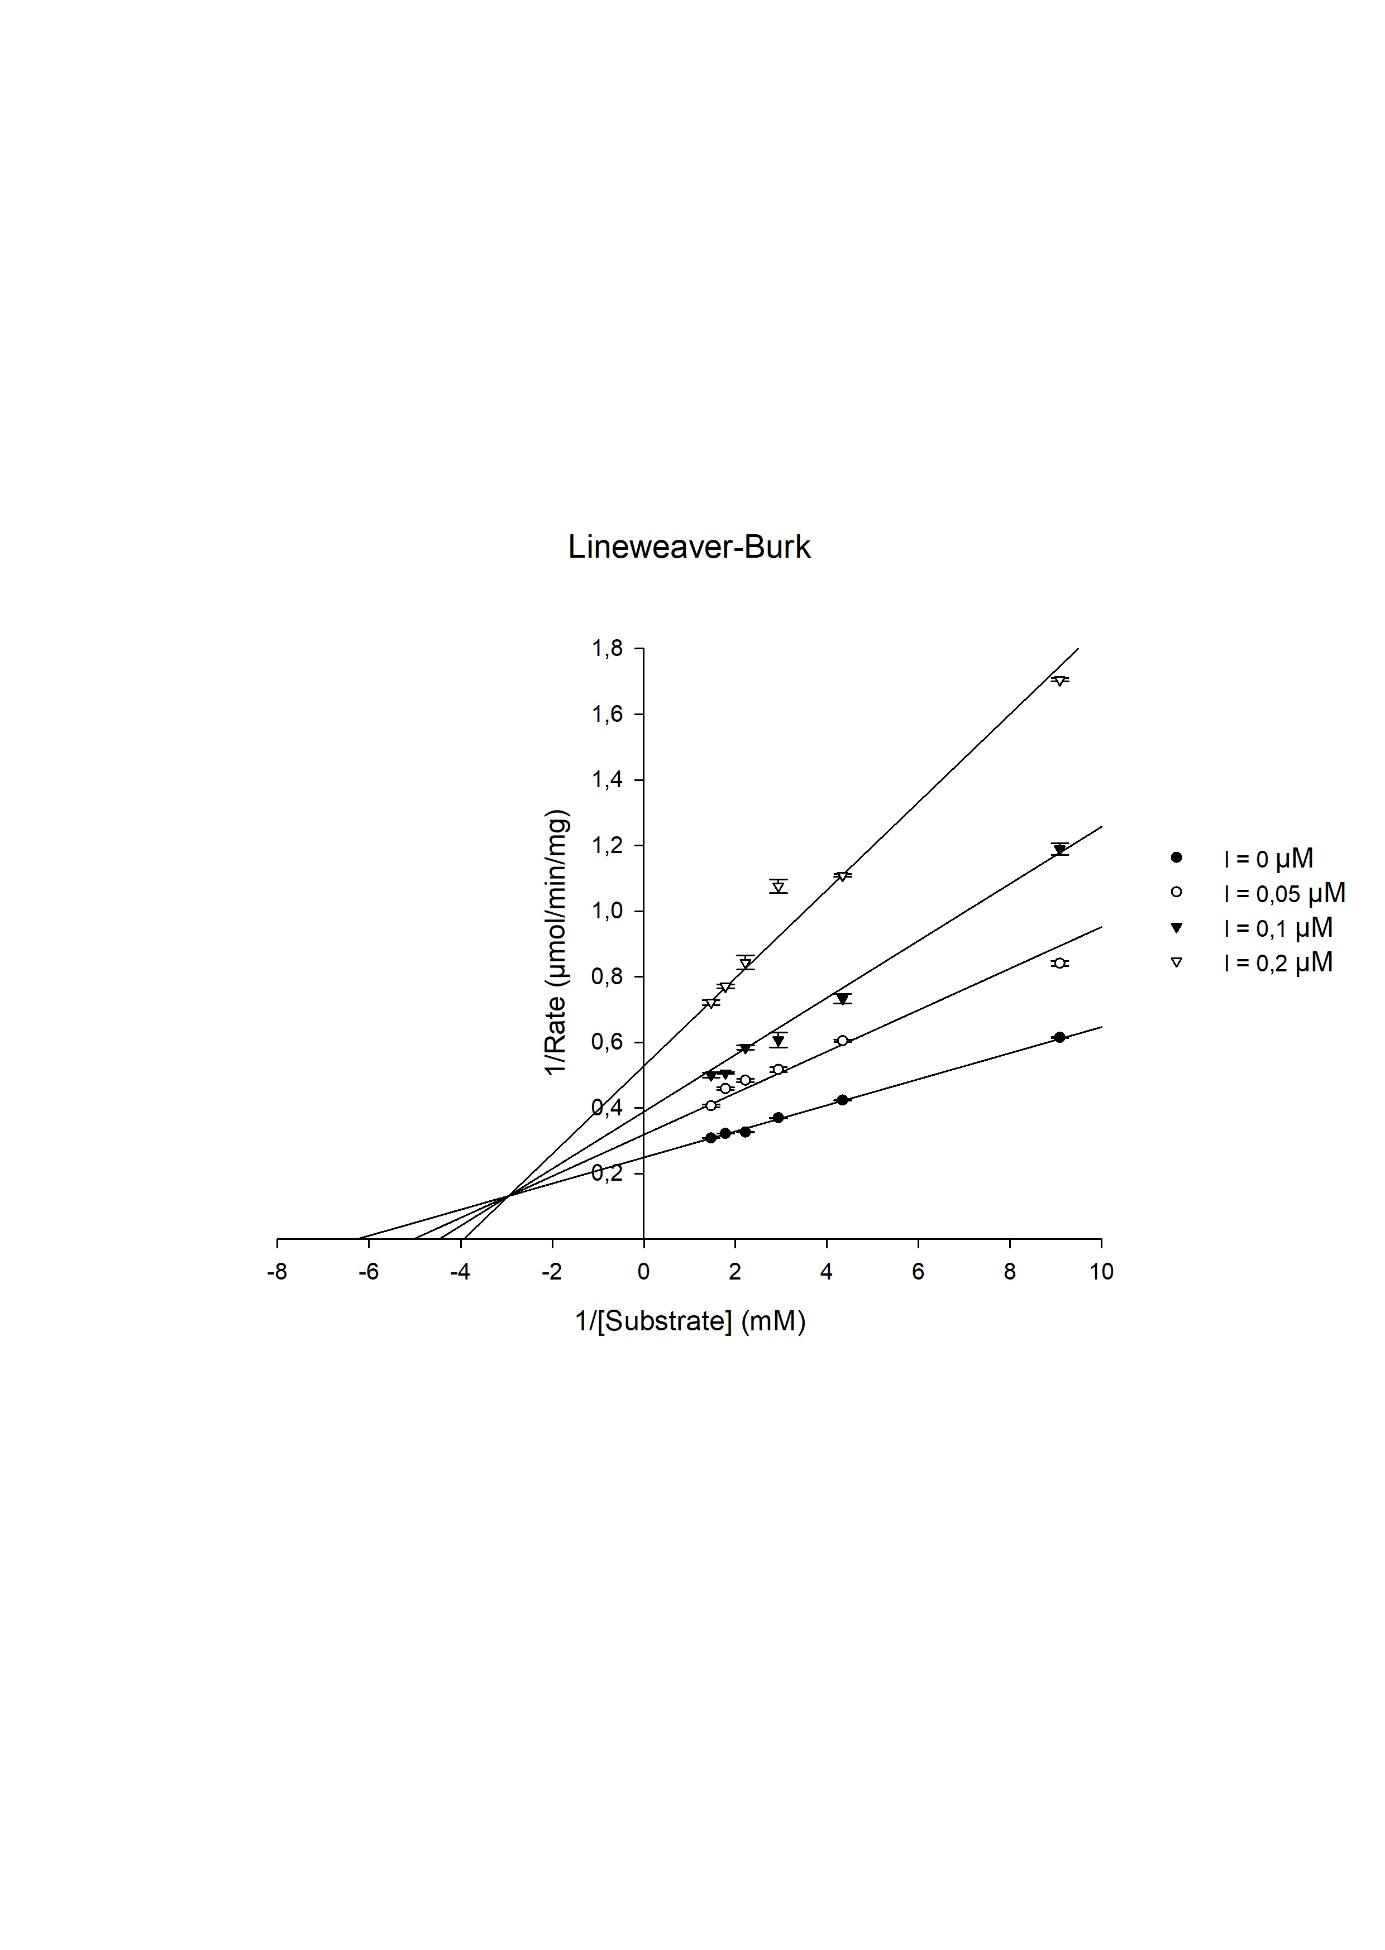 Lineweaver-Burk
1,8
1,6
1,4
1,2
1,0
0,8
0,6
0,4
0,2
1/Rate (µmol/min/mg)
-8 -6 -4 -2 0 2 4 6 8 10
1/[Substrate] (mM)
I = 0 µM
I = 0,05 µM
I = 0,1 µM
I = 0,2 µM